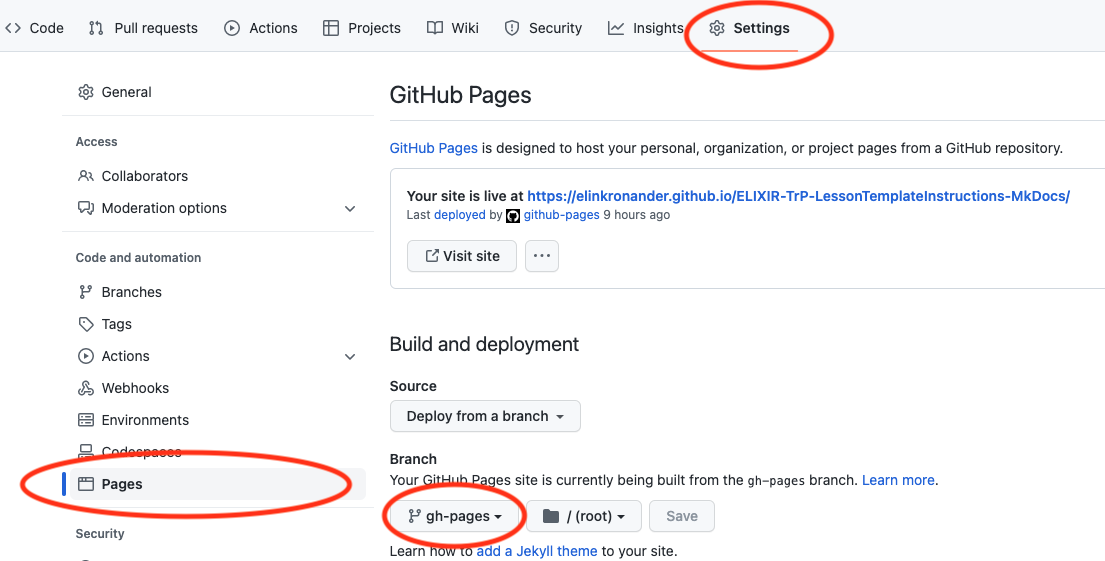 Code Pull requests Actions Projects Wiki Security Insights Settings
General
Access
Collaborators
Moderation options
Code and automation
Branches
Tags
Actions
Webhooks
Environments
Codespaces
Pages
Security
GitHub Pages
GitHub Pages is designed to host your personal, organization, or project pages from a GitHub repository.
Your site is live at https://elinkronander.github.io/ELIXIR-TrP-LessonTemplateInstructions-MkDocs/
Last deployed by github-pages 9 hours ago
Visit site
Build and deployment
Source
Deploy from a branch
Branch
Your GitHub Pages site is currently being built from the gh-pages branch. Learn more.
gh-pages / (root) Save
Learn how to add a Jekyll theme to your site.